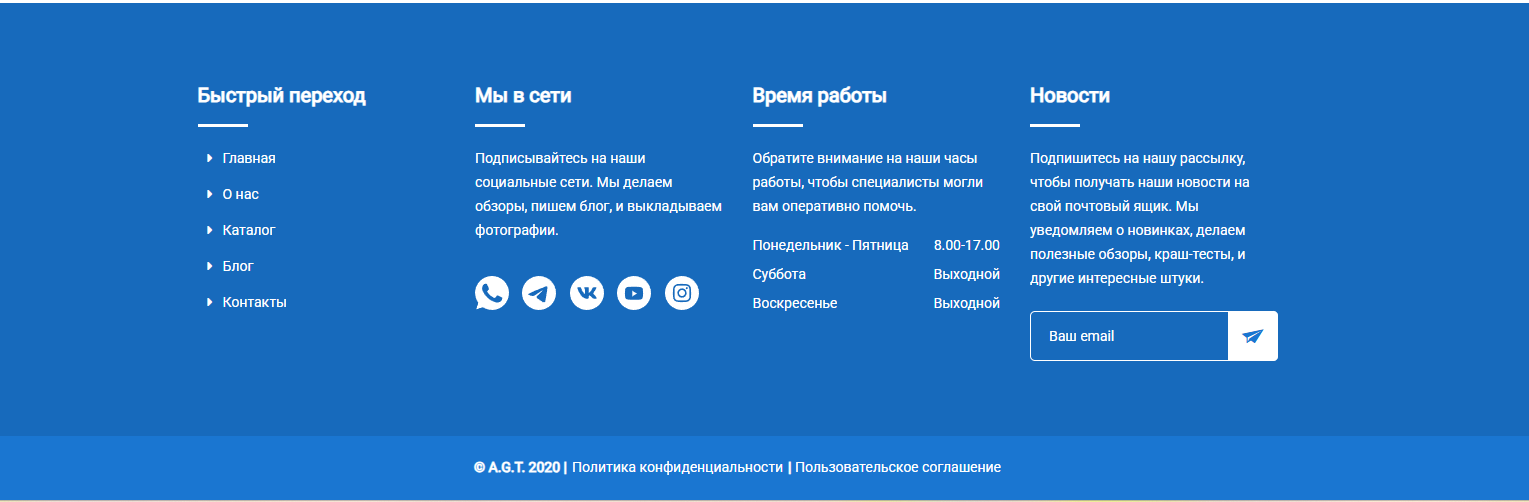 Быстрый переход
Главная
О нас
Каталог
Блог
Контакты
Мы в сети
Подписывайтесь на наши
социальные сети. Мы делаем
обзоры, пишем блог, и выкладываем
фотографии.
Время работы
Обратите внимание на наши часы
работы, чтобы специалисты могли
вам оперативно помочь.
Понедельник - Пятница 8.00-17.00
Суббота Выходной
Воскресенье Выходной
Новости
Подпишитесь на нашу рассылку,
чтобы получать наши новости на
свой почтовый ящик. Мы
уведомляем о новинках, делаем
полезные обзоры, краш-тесты, и
другие интересные штуки.
Ваш email
© A.G.T. 2020 | Политика конфиденциальности | Пользовательское соглашение